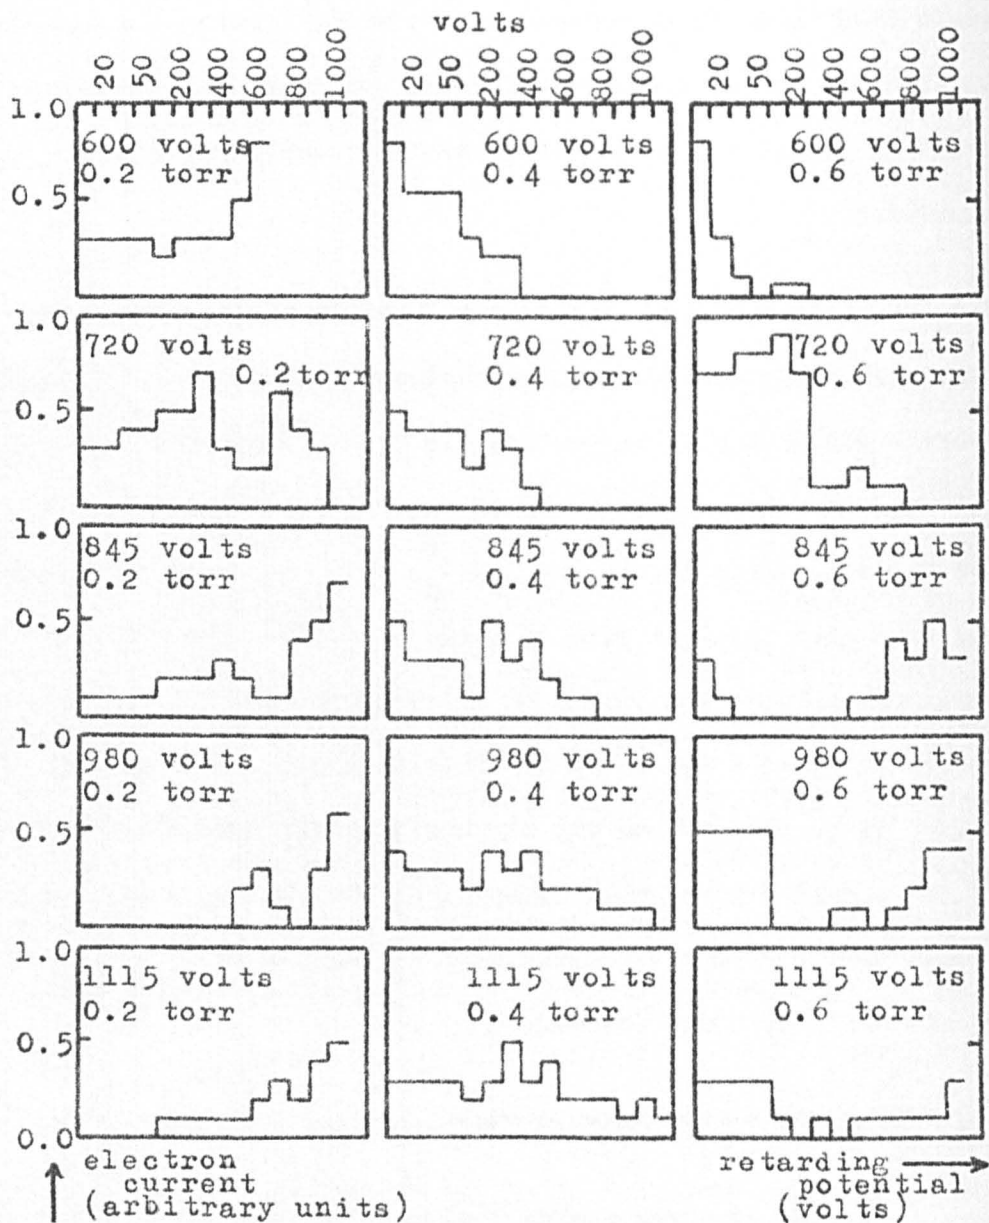 volts
20 50 200 400 600 800 1000 20 50 200 400 600 800 1000 20 50 200 400 600 800 1000
1.0
600 volts
0.2 torr
600 volts
0.4 torr
600 volts
0.6 torr
0.5
1.0
720 volts
0.2 torr
720 volts
0.4 torr
720 volts
0.6 torr
0.5
1.0
845 volts
0.2 torr
845 volts
0.4 torr
845 volts
0.6 torr
0.5
1.0
980 volts
0.2 torr
980 volts
0.4 torr
980 volts
0.6 torr
0.5
1.0
1115 volts
0.2 torr
1115 volts
0.4 torr
1115 volts
0.6 torr
0.5
0.0
electron
current
(arbitrary units)
retarding
potential
(volts)